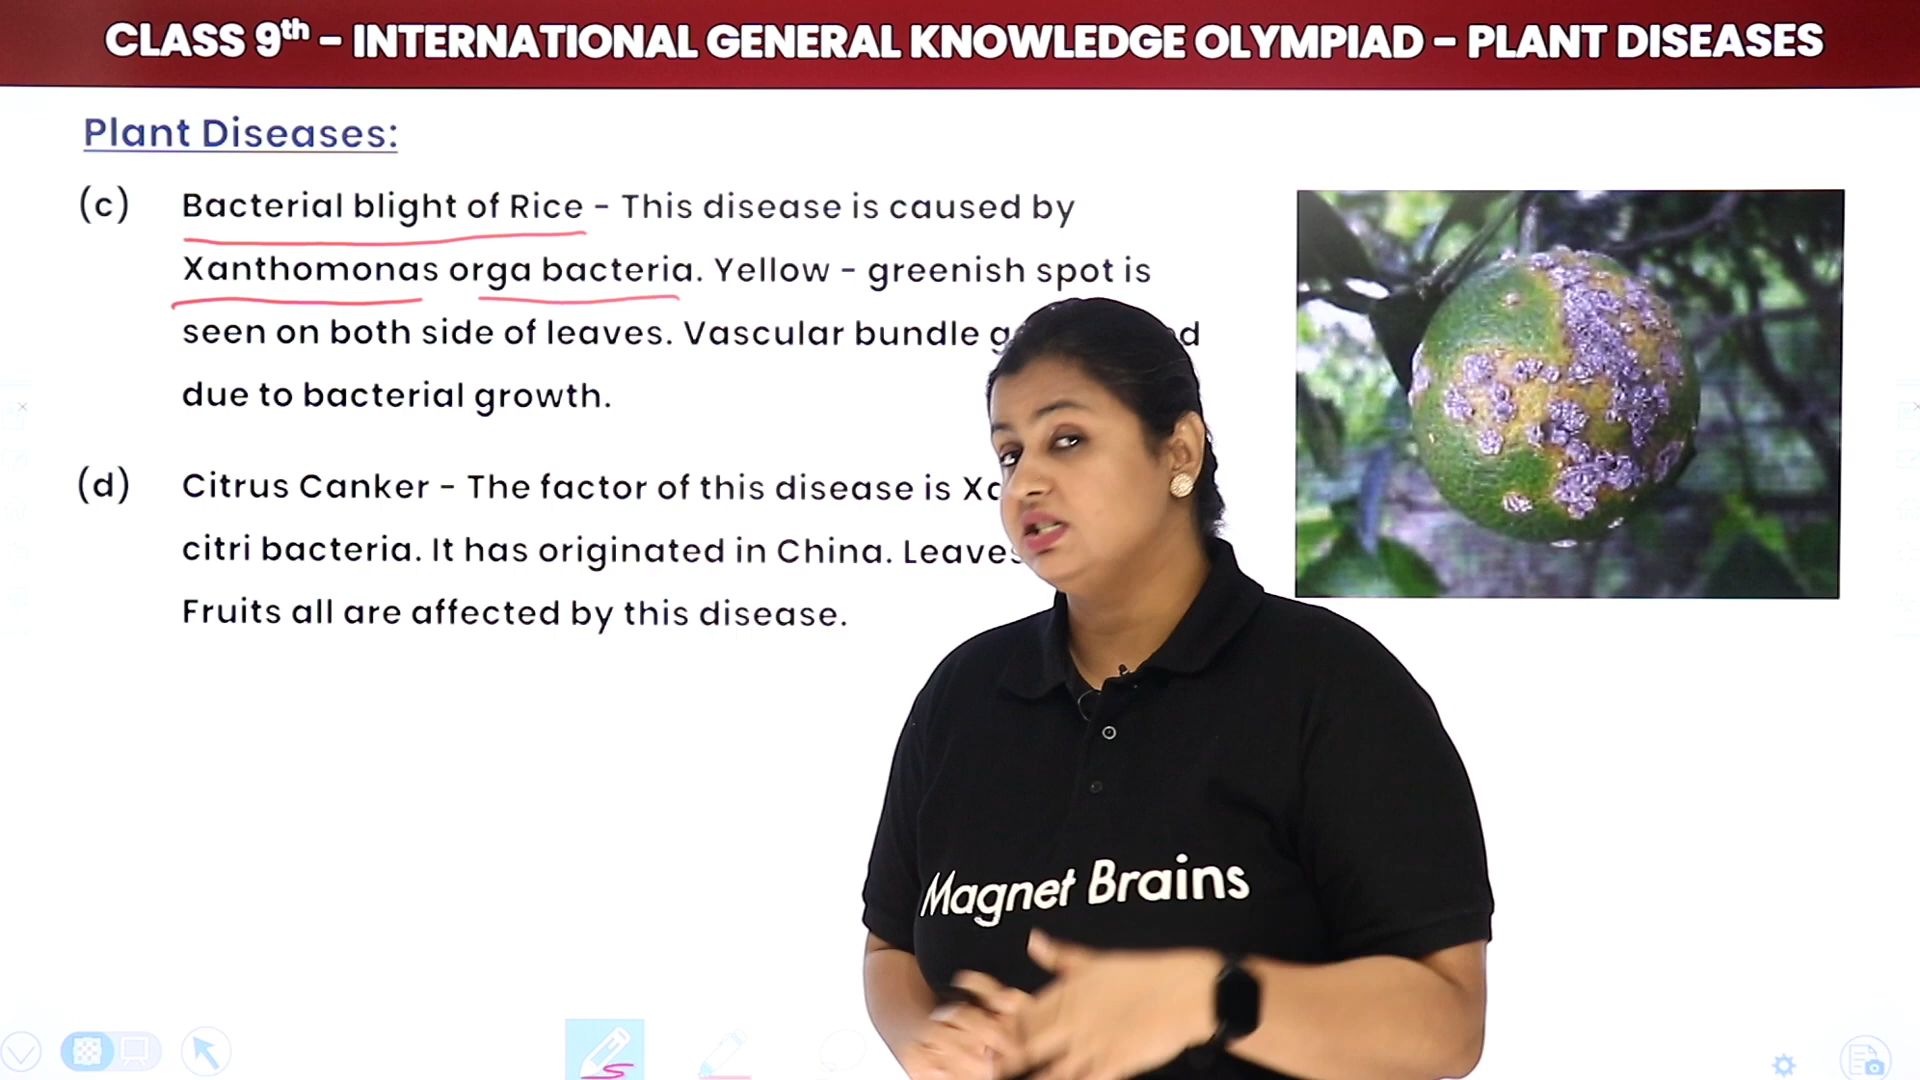 CLASS 9th - INTERNATIONAL GENERAL KNOWLEDGE OLYMPIAD - PLANT DISEASES
Plant Diseases:
(c) Bacterial blight of Rice - This disease is caused by
Xanthomonas orga bacteria. Yellow - greenish spot is
seen on both side of leaves. Vascular bundle
due to bacterial growth.
(d) Citrus Canker - The factor of this disease is
citri bacteria. It has originated in China. Leaves
Fruits all are affected by this disease.
Magnet Brains